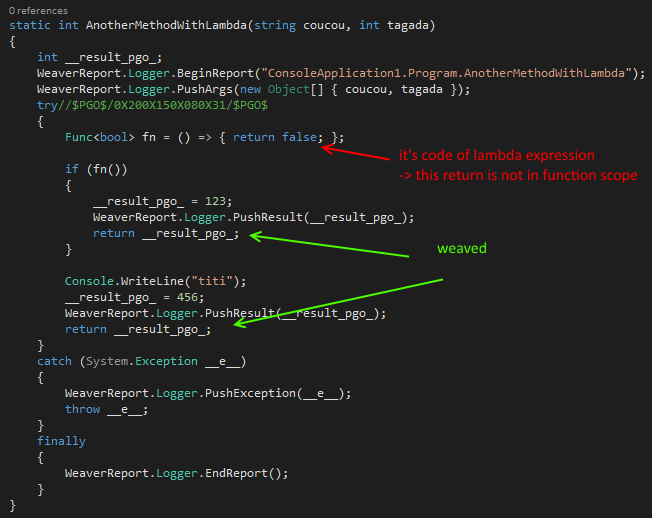 0 references
static int AnotherMethodWithLambda(string coucou, int tagada)
{
int __result_pgo_;
WeaverReport.Logger.BeginReport("ConsoleApplication1.Program.AnotherMethodWithLambda");
WeaverReport.Logger.PushArgs(new Object[] { coucou, tagada });
try//$PGO$/0X200X150X080X31/$PGO$
{
Func<bool> fn = () => { return false; };
it's code of lambda expression
-> this return is not in function scope
if (fn())
{
__result_pgo_ = 123;
WeaverReport.Logger.PushResult(__result_pgo_);
return __result_pgo_;
weaved
}
Console.WriteLine("titi");
__result_pgo_ = 456;
WeaverReport.Logger.PushResult(__result_pgo_);
return __result_pgo_;
}
catch (System.Exception __e__)
{
WeaverReport.Logger.PushException(__e__);
throw __e__;
}
finally
{
WeaverReport.Logger.EndReport();
}
}